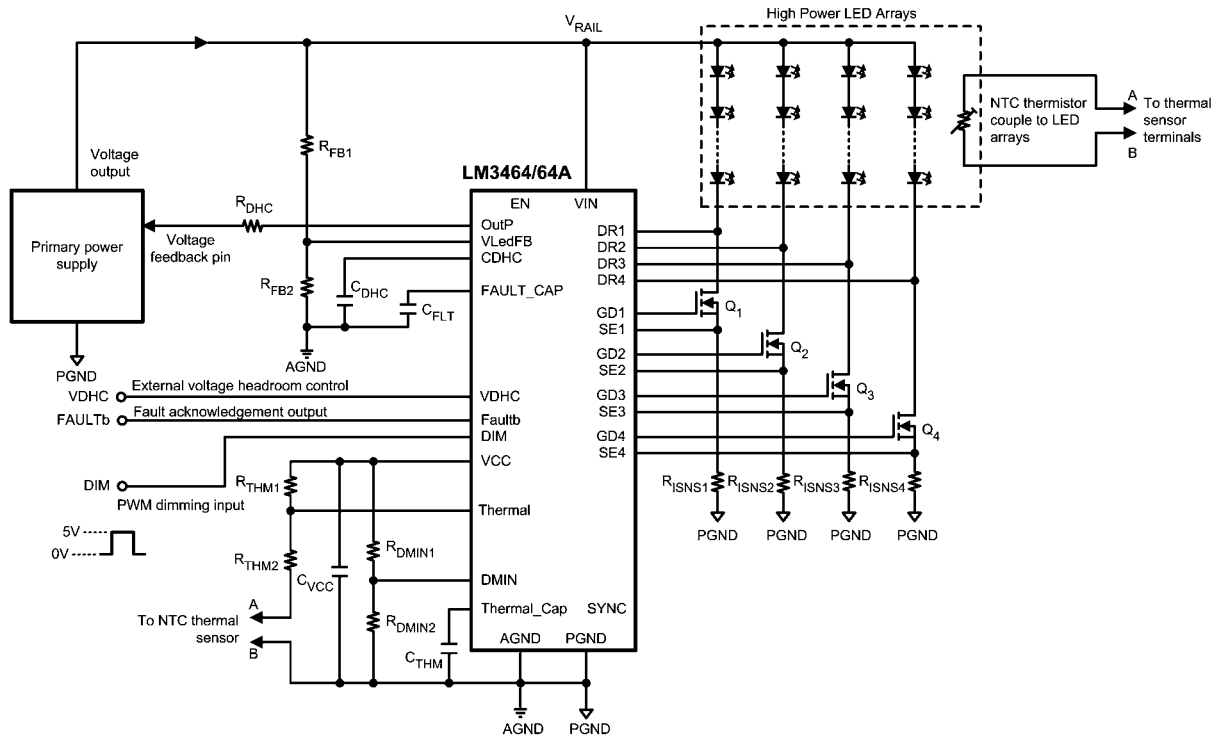 High Power LED Arrays
VRAIL
NTC thermistor
couple to LED
arrays
A
B
To thermal
sensor
terminals
Voltage
output
RFB1
LM3464/64A
EN
VIN
RDHC
Primary power
supply
Voltage
feedback pin
OutP
VLedFB
CDHC
FAULT_CAP
RFB2
CDHC
CFLT
AGND
PGND
DR1
DR2
DR3
DR4
GD1
SE1
GD2
SE2
GD3
SE3
GD4
SE4
Q1
Q2
Q3
Q4
VDHC
External voltage headroom control
VDHC
FAULTb
Fault acknowledgement output
Faultb
DIM
VCC
DIM
PWM dimming input
5V
0V
RTHM1
Thermal
RTHM2
CVCC
RDMIN1
DMIN
RDMIN2
Thermal_Cap
SYNC
AGND
PGND
CTHM
To NTC thermal
sensor
A
B
RISNS1
RISNS2
RISNS3
RISNS4
PGND
PGND
PGND
PGND
AGND
PGND